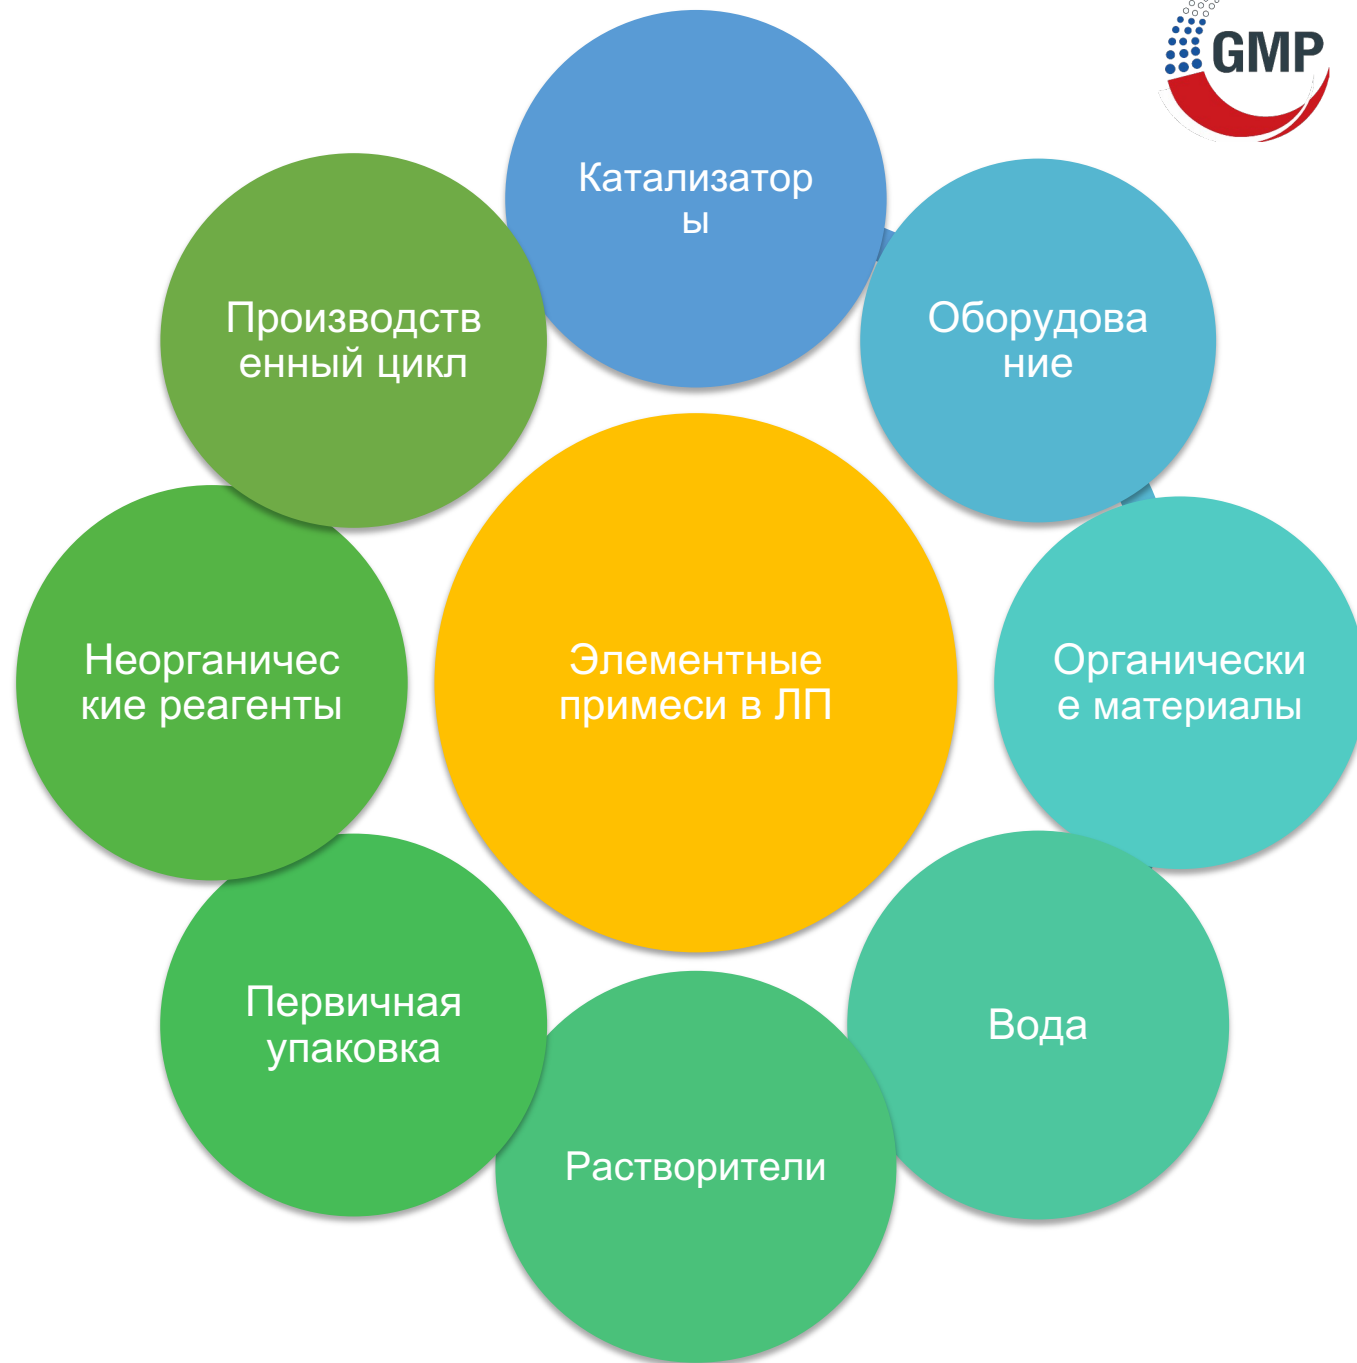 GMP
Катализатор
ы
Производств
енный цикл
Оборудова
ние
Неорганичес
кие реагенты
Элементные
примеси в ЛП
Органически
е материалы
Первичная
упаковка
Вода
Растворители